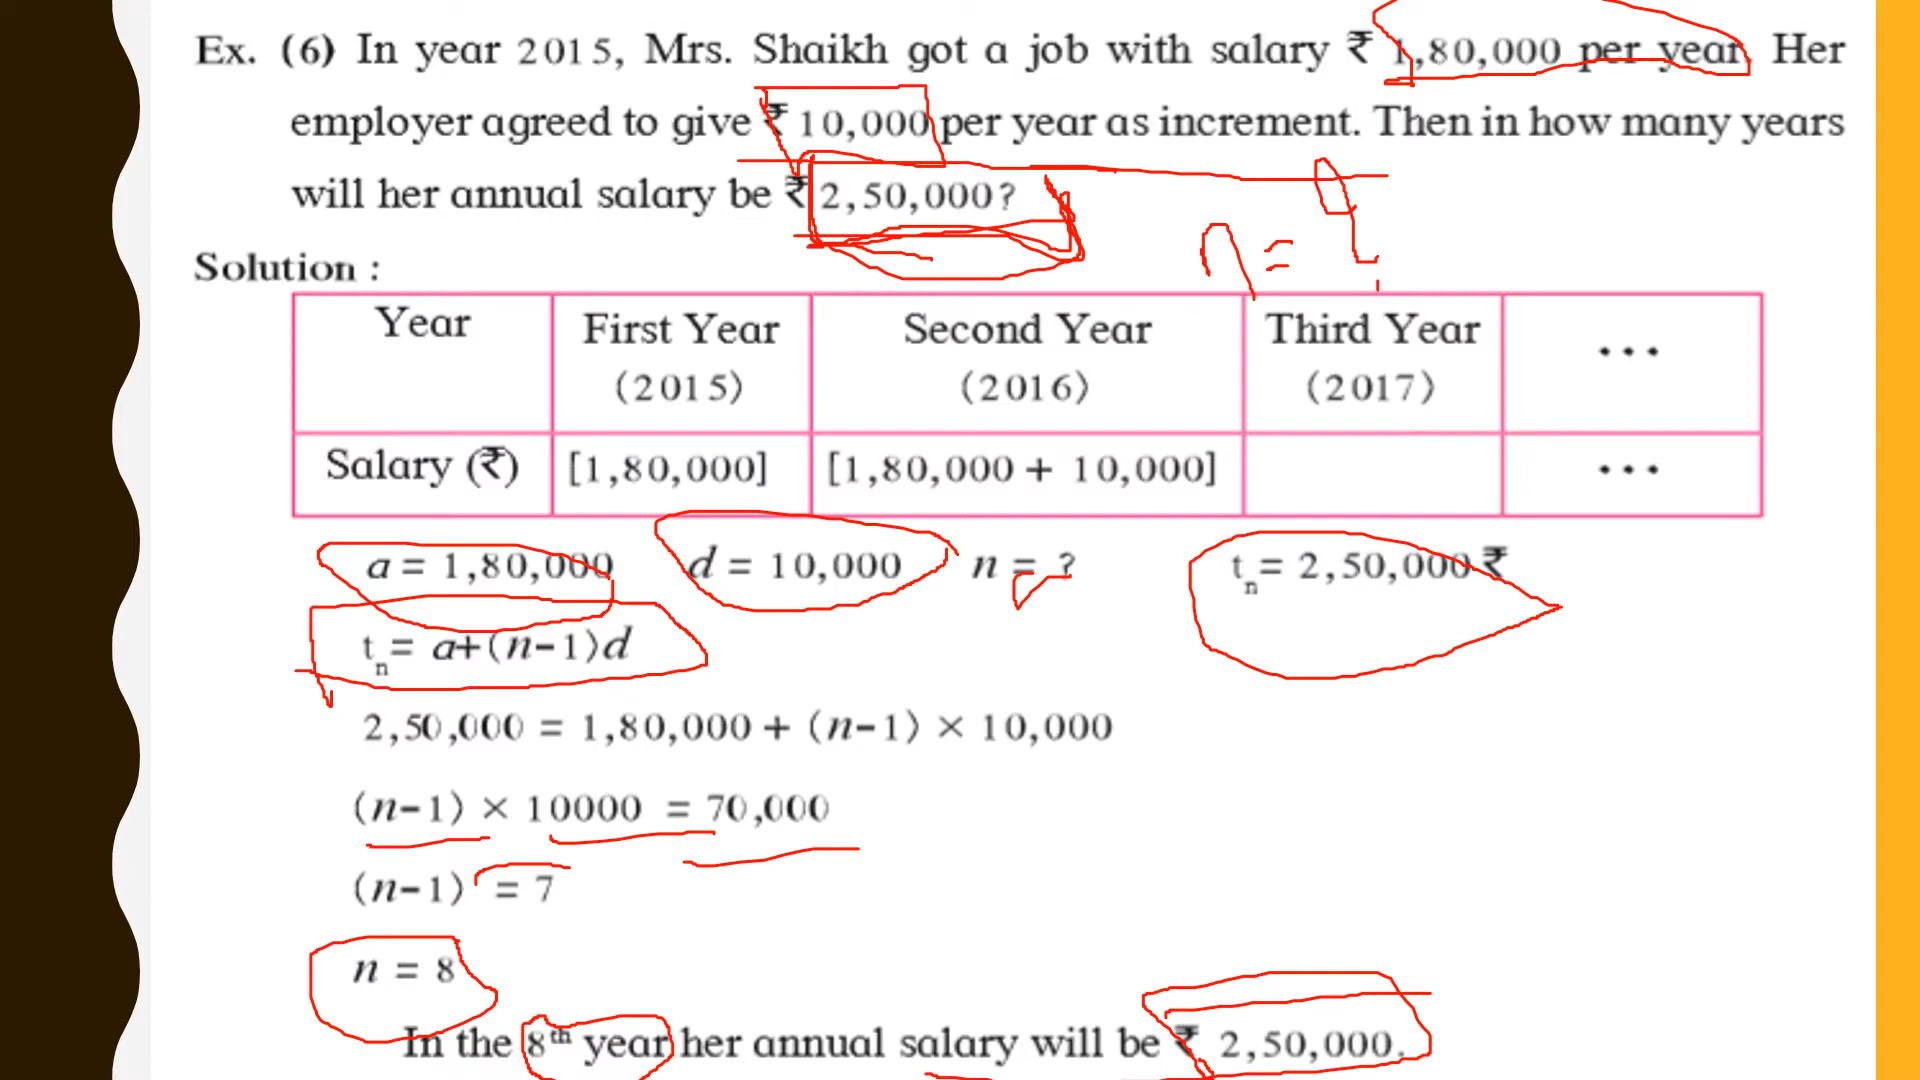 Ex. (6) In year 2015, Mrs. Shaikh got a job with salary ₹ 1,80,000 per year. Her
employer agreed to give ₹ 10,000 per year as increment. Then in how many years
will her annual salary be ₹ 2,50,000?
n =
Solution :
Year First Year Second Year Third Year ...
(2015) (2016) (2017)
Salary (₹) [1,80,000] [1,80,000 + 10,000] ...
a = 1,80,000 d = 10,000 n = ? tn = 2,50,000 ₹
tn = a+(n-1)d
2,50,000 = 1,80,000 + (n-1) × 10,000
(n-1) × 10000 = 70,000
(n-1) = 7
n = 8
In the 8th year her annual salary will be ₹ 2,50,000.